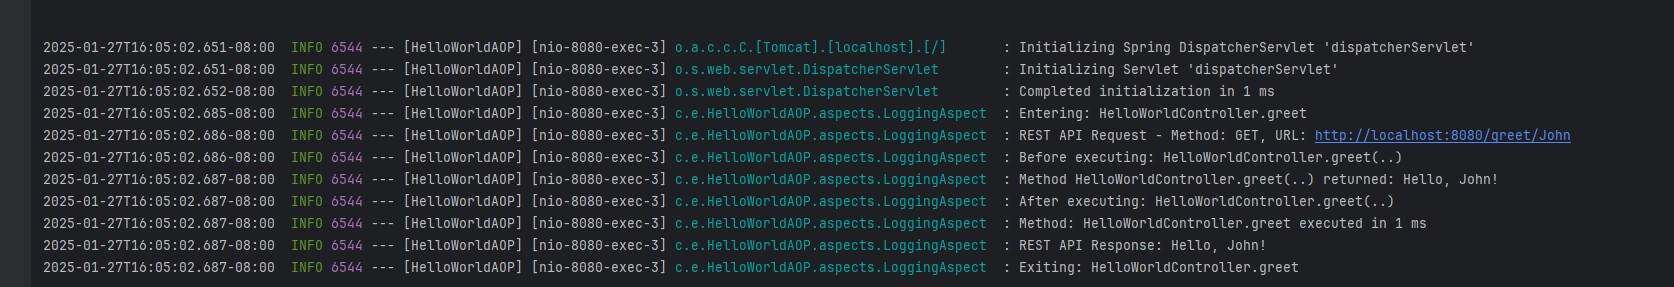 2025-01-27T16:05:02.651-08:00 INFO 6544 --- [HelloWorldAOP] [nio-8080-exec-3] o.a.c.c.C.[Tomcat].[localhost].[/] : Initializing Spring DispatcherServlet 'dispatcherServlet'
2025-01-27T16:05:02.651-08:00 INFO 6544 --- [HelloWorldAOP] [nio-8080-exec-3] o.s.web.servlet.DispatcherServlet : Initializing Servlet 'dispatcherServlet'
2025-01-27T16:05:02.652-08:00 INFO 6544 --- [HelloWorldAOP] [nio-8080-exec-3] o.s.web.servlet.DispatcherServlet : Completed initialization in 1 ms
2025-01-27T16:05:02.685-08:00 INFO 6544 --- [HelloWorldAOP] [nio-8080-exec-3] c.e.HelloWorldAOP.aspects.LoggingAspect : Entering: HelloWorldController.greet
2025-01-27T16:05:02.686-08:00 INFO 6544 --- [HelloWorldAOP] [nio-8080-exec-3] c.e.HelloWorldAOP.aspects.LoggingAspect : REST API Request - Method: GET, URL: http://localhost:8080/greet/John
2025-01-27T16:05:02.686-08:00 INFO 6544 --- [HelloWorldAOP] [nio-8080-exec-3] c.e.HelloWorldAOP.aspects.LoggingAspect : Before executing: HelloWorldController.greet(..)
2025-01-27T16:05:02.687-08:00 INFO 6544 --- [HelloWorldAOP] [nio-8080-exec-3] c.e.HelloWorldAOP.aspects.LoggingAspect : Method HelloWorldController.greet(..) returned: Hello, John!
2025-01-27T16:05:02.687-08:00 INFO 6544 --- [HelloWorldAOP] [nio-8080-exec-3] c.e.HelloWorldAOP.aspects.LoggingAspect : After executing: HelloWorldController.greet(..)
2025-01-27T16:05:02.687-08:00 INFO 6544 --- [HelloWorldAOP] [nio-8080-exec-3] c.e.HelloWorldAOP.aspects.LoggingAspect : Method: HelloWorldController.greet executed in 1 ms
2025-01-27T16:05:02.687-08:00 INFO 6544 --- [HelloWorldAOP] [nio-8080-exec-3] c.e.HelloWorldAOP.aspects.LoggingAspect : REST API Response: Hello, John!
2025-01-27T16:05:02.687-08:00 INFO 6544 --- [HelloWorldAOP] [nio-8080-exec-3] c.e.HelloWorldAOP.aspects.LoggingAspect : Exiting: HelloWorldController.greet